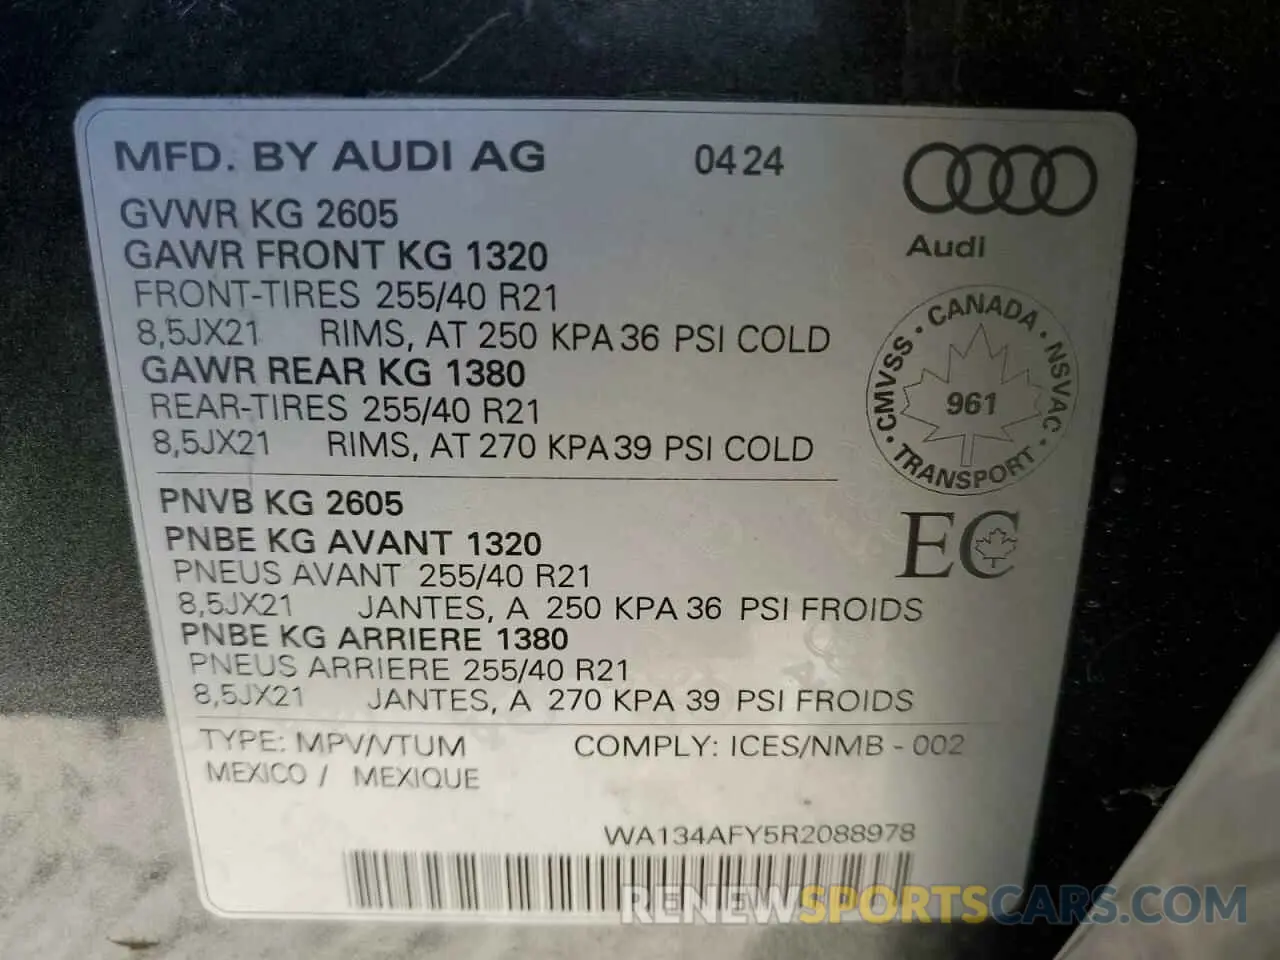 MFD. BY AUDI AG 0424
GVWR KG 2605
GAWR FRONT KG 1320
Audi
FRONT-TIRES 255/40 R21
8,5JX21 RIMS, AT 250 KPA 36 PSI COLD
GAWR REAR KG 1380
REAR-TIRES 255/40 R21
8,5JX21 RIMS, AT 270 KPA 39 PSI COLD
CANADA · NSVAC · TRANSPORT · CMVSS ·
961
PNVB KG 2605
PNBE KG AVANT 1320
EC
PNEUS AVANT 255/40 R21
8,5JX21 JANTES, A 250 KPA 36 PSI FROIDS
PNBE KG ARRIERE 1380
PNEUS ARRIERE 255/40 R21
8,5JX21 JANTES, A 270 KPA 39 PSI FROIDS
TYPE: MPV/VTUM COMPLY: ICES/NMB - 002
MEXICO / MEXIQUE
WA134AFY5R2088978
RENEWSPORTSCARS.COM